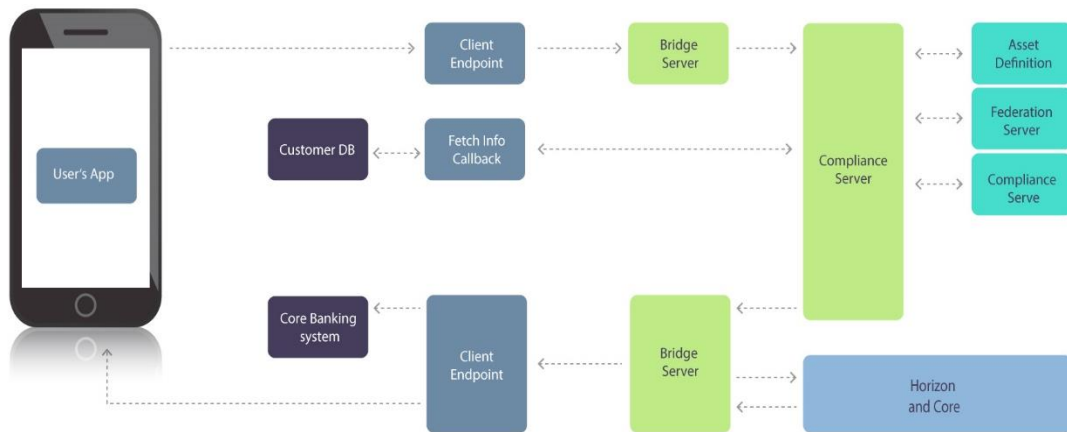 Client
Endpoint
Bridge
Server
Asset
Definition
Federation
Server
Customer DB
Fetch Info
Callback
User's App
Compliance
Server
Compliance
Serve
Core Banking
system
Client
Endpoint
Bridge
Server
Horizon
and Core